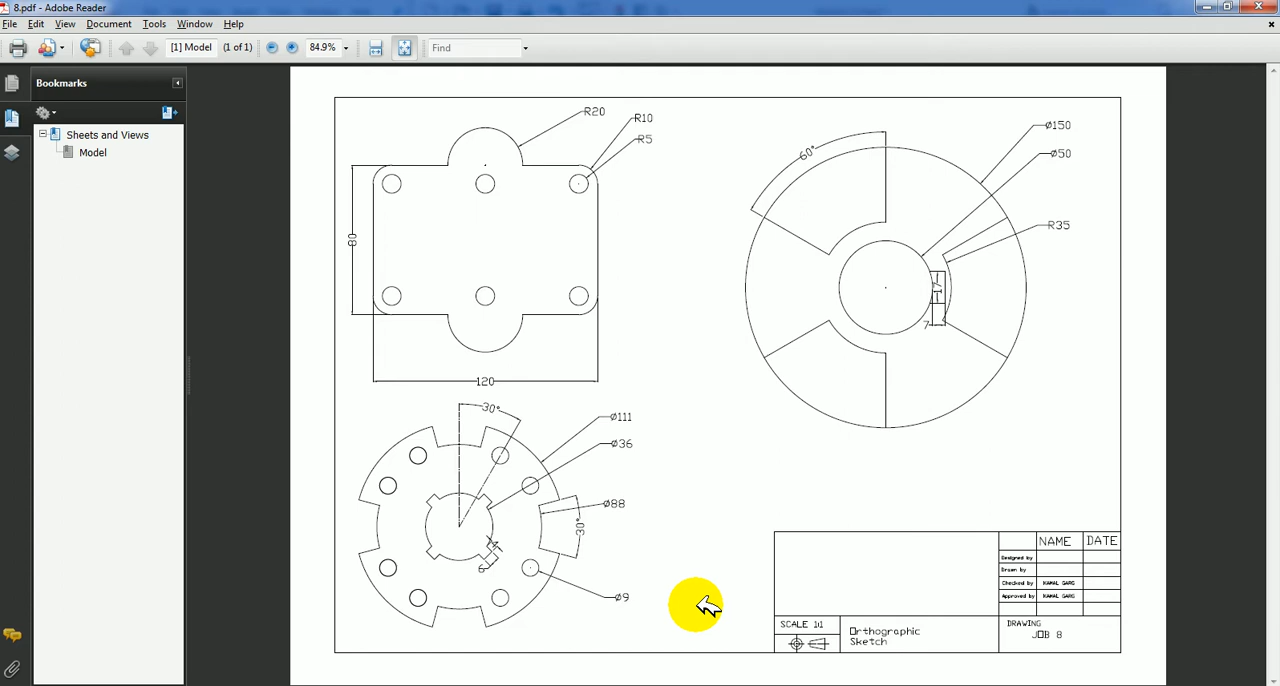 8.pdf - Adobe Reader
File Edit View Document Tools Window Help
[1] Model (1 of 1) 84.9% Find
Bookmarks
Sheets and Views
Model
R20
R10
R5
80
120
60°
Ø150
Ø50
R35
7
30°
Ø111
Ø36
Ø88
30°
6
Ø9
NAME DATE
Designed by
Drawn by
Checked by KAMAL GARG
Approved by KAMAL GARG
SCALE 1:1
Orthographic
Sketch
DRAWING
JOB 8